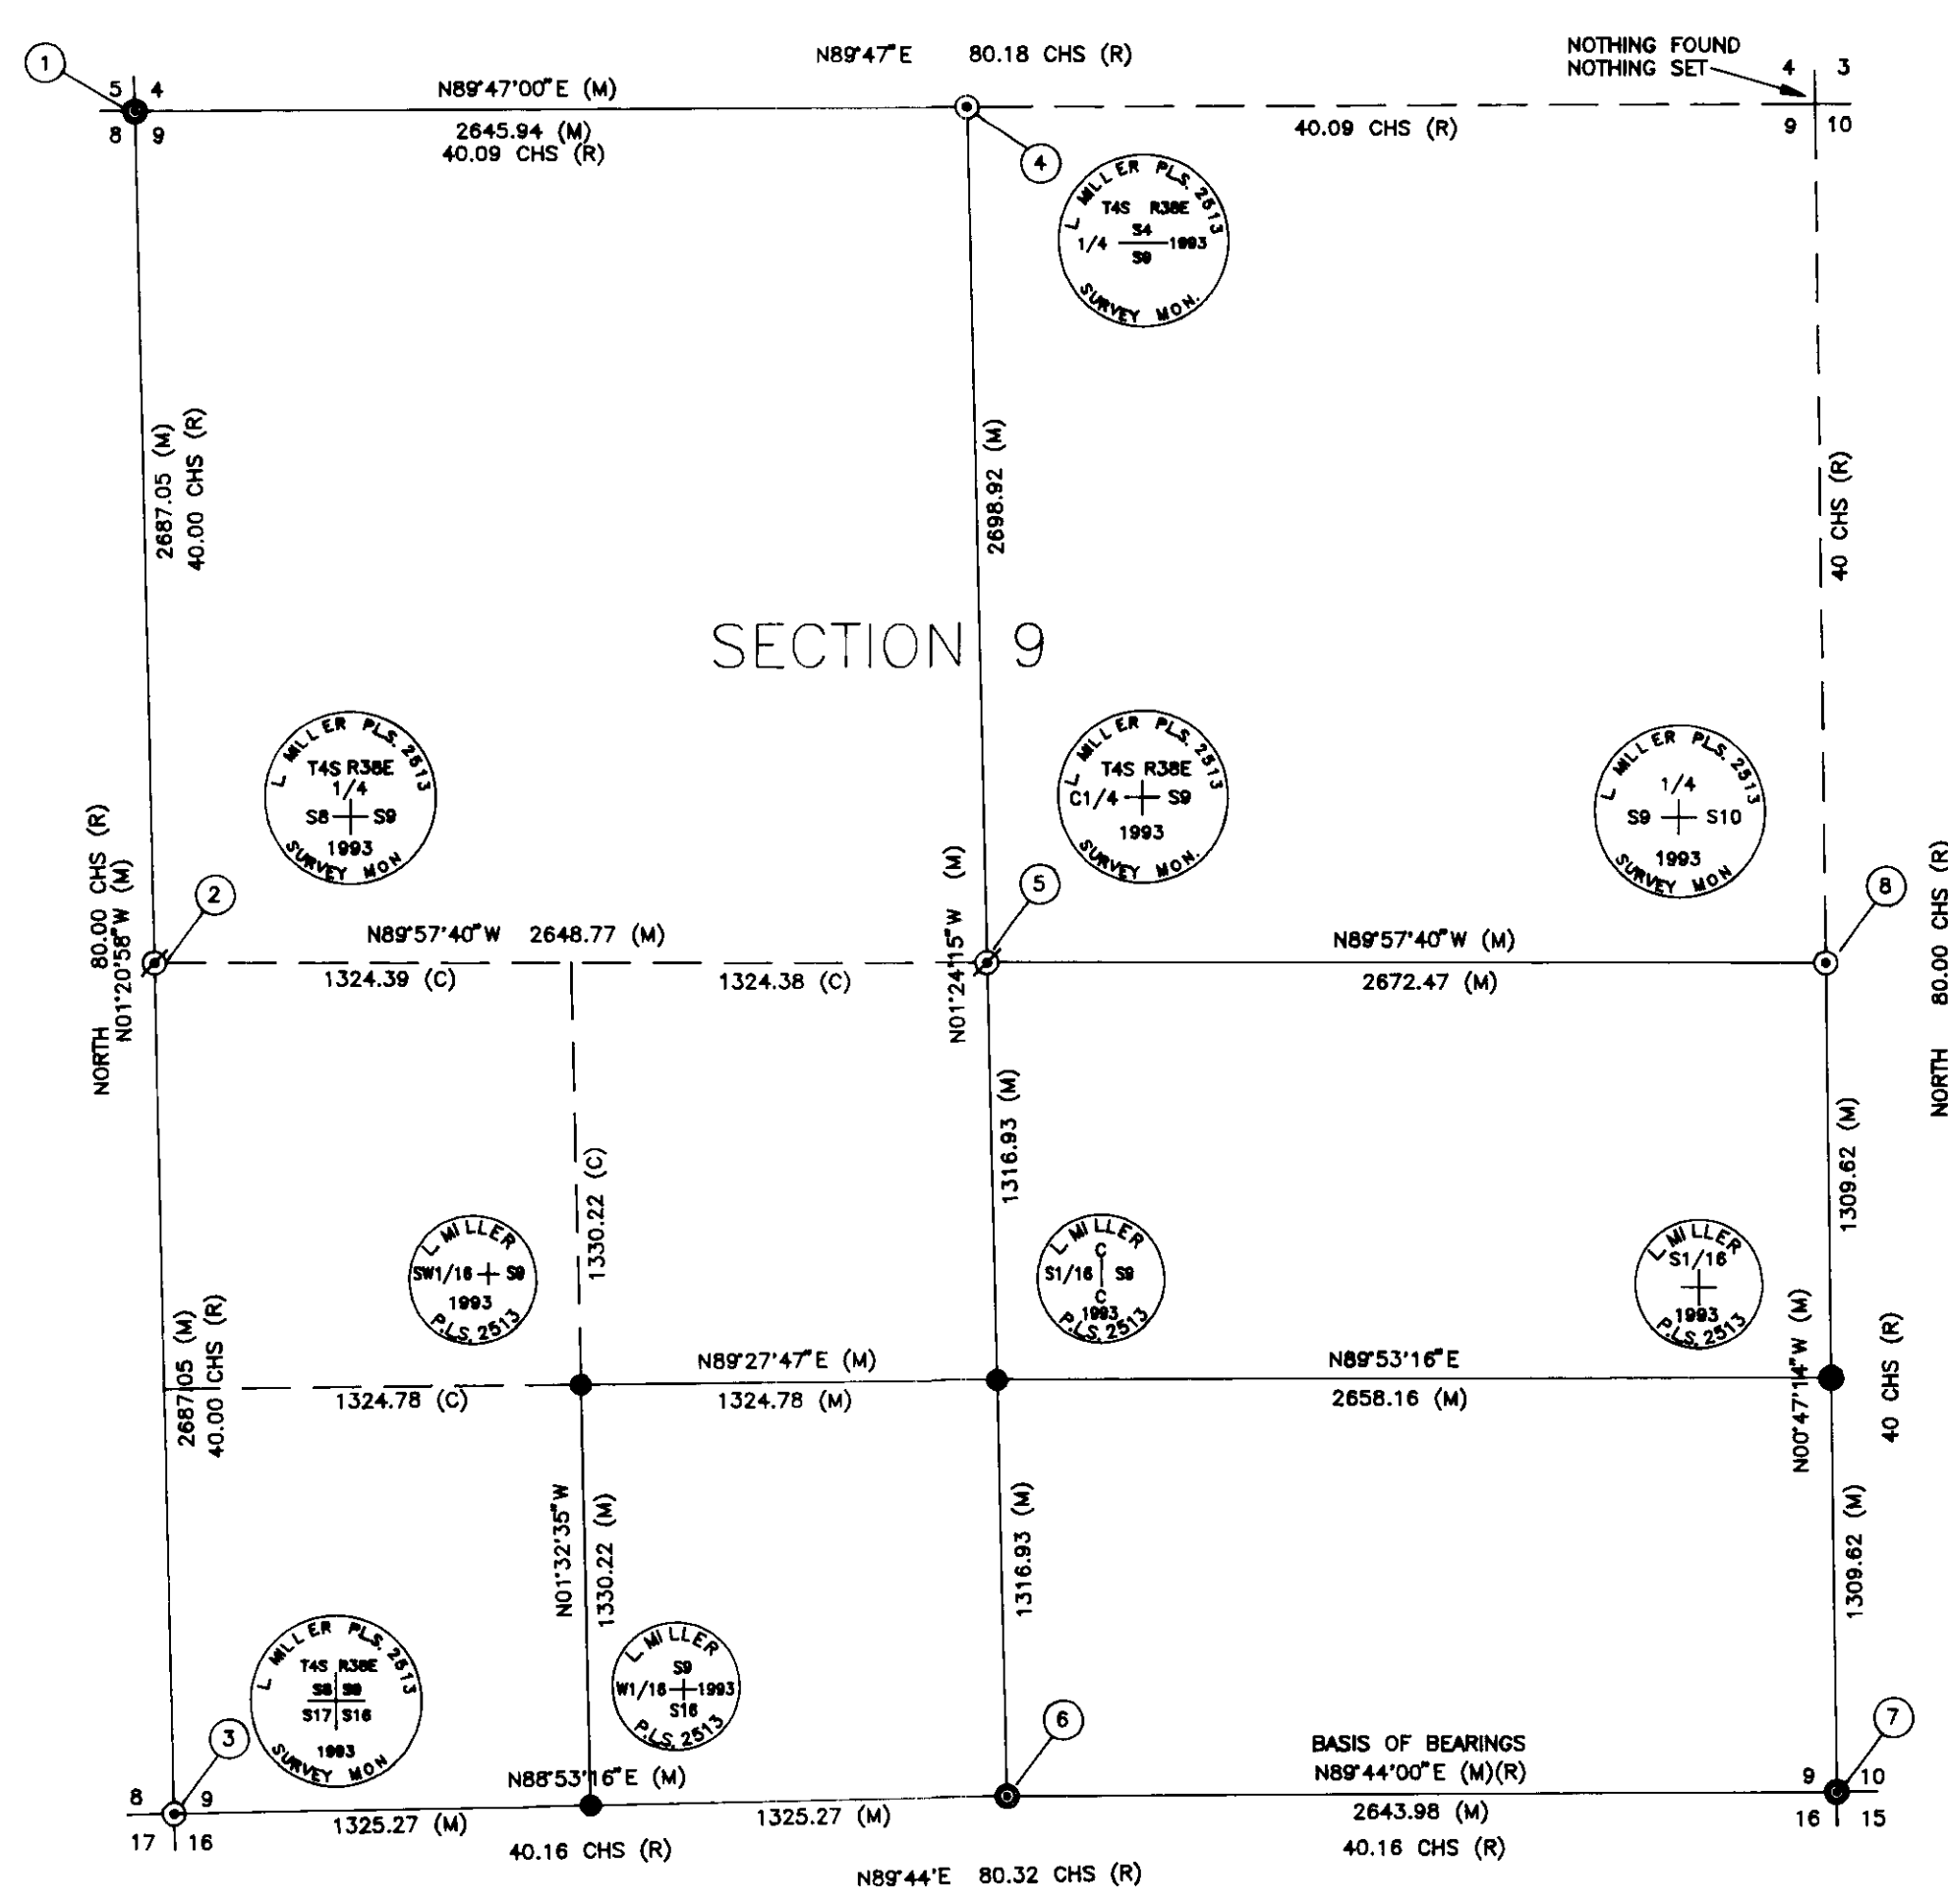 N89°47"E 80.18 CHS (R)
NOTHING FOUND
NOTHING SET
4 3
9 10
1
5 4
8 9
N89°47'00"E (M)
2645.94 (M)
40.09 CHS (R)
40.09 CHS (R)
4
L MILLER PLS. 2513
T4S R38E
S4
1/4 1993
S9
SURVEY MON.
2687.05 (M)
40.00 CHS (R)
2698.92 (M)
40 CHS (R)
SECTION 9
L MILLER PLS. 2513
T4S R38E
1/4
S8 S9
1993
SURVEY MON
L MILLER PLS. 2513
T4S R38E
C1/4 S9
1993
SURVEY MON.
L MILLER PLS. 2513
1/4
S9 S10
1993
SURVEY MON
NORTH 80.00 CHS (R)
N01°20'58"W (M)
2
N01°24'15"W (M)
5
8
NORTH 80.00 CHS (R)
N89°57'40"W 2648.77 (M)
1324.39 (C)
1324.38 (C)
N89°57'40"W (M)
2672.47 (M)
1330.22 (C)
1316.93 (M)
1309.62 (M)
L. MILLER
SW1/16 S9
1993
P.L.S. 2513
L MILLER
C
S1/16 S9
C
1993
P.L.S. 2513
L MILLER
S1/16
1993
P.L.S. 2513
2687.05 (M)
40.00 CHS (R)
N89°27'47"E (M)
1324.78 (C)
1324.78 (M)
N89°53'16"E
2658.16 (M)
N00°47'14"W (M)
40 CHS (R)
N01°32'35"W
1330.22 (M)
1316.93 (M)
1309.62 (M)
L MILLER PLS. 2513
T4S R38E
S8 S9
S17 S16
1993
SURVEY MON
L. MILLER
S9
W1/16 1993
S16
P.L.S. 2513
3
6
7
8 9
17 16
N88°53'16"E (M)
1325.27 (M)
1325.27 (M)
40.16 CHS (R)
BASIS OF BEARINGS
N89°44'00"E (M)(R)
2643.98 (M)
40.16 CHS (R)
9 10
16 15
N89°44'E 80.32 CHS (R)